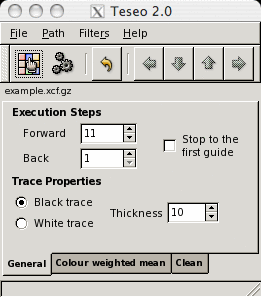 Teseo 2.0
File Path Filters Help
example.xcf.gz
Execution Steps
Forward 11
Stop to the
first guide
Back 1
Trace Properties
Black trace
Thickness 10
White trace
General Colour weighted mean Clean